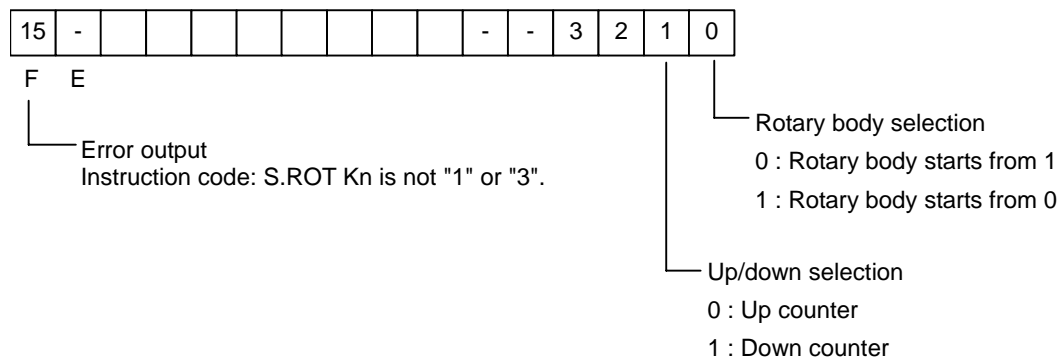 15 - - - 3 2 1 0
F E
Error output
Instruction code: S.ROT Kn is not "1" or "3".
Rotary body selection
0 : Rotary body starts from 1
1 : Rotary body starts from 0
Up/down selection
0 : Up counter
1 : Down counter